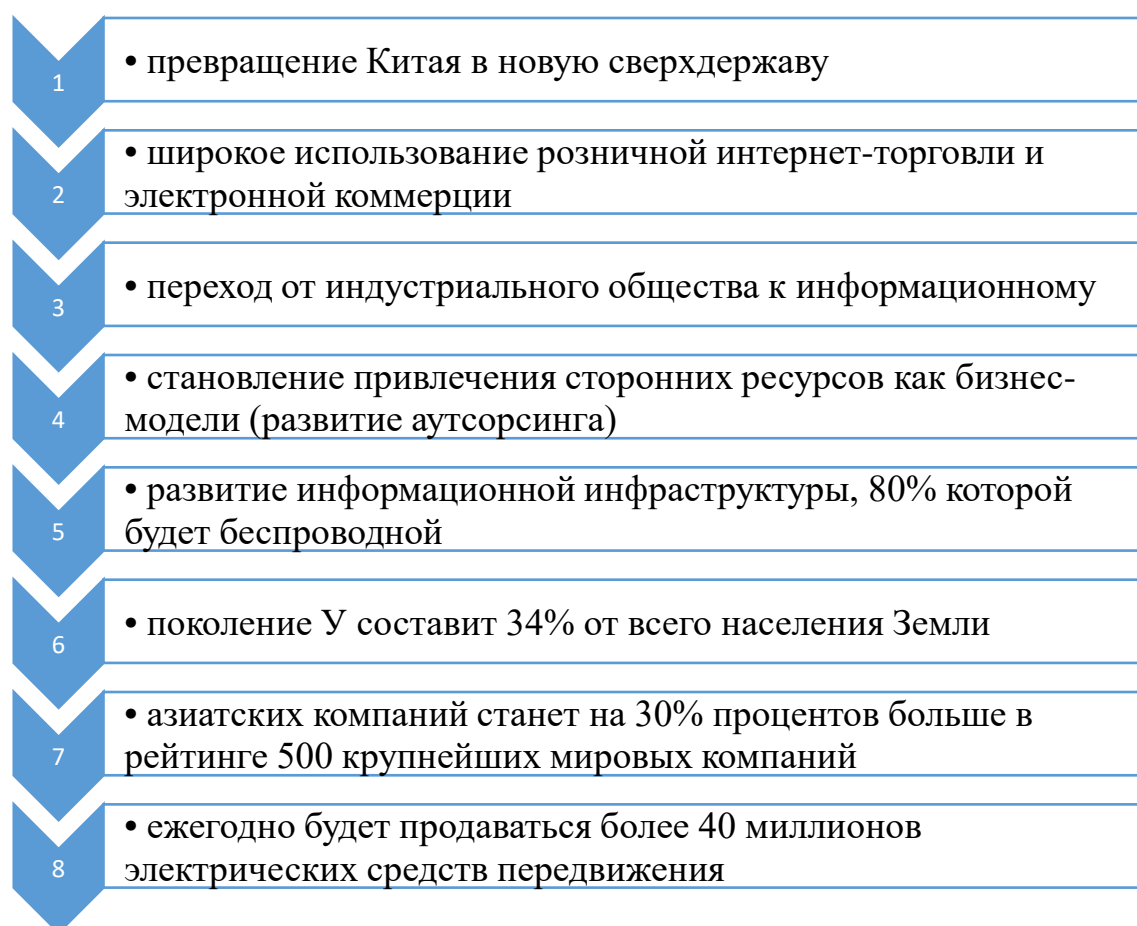 1
• превращение Китая в новую сверхдержаву
2
• широкое использование розничной интернет-торговли и
электронной коммерции
3
• переход от индустриального общества к информационному
4
• становление привлечения сторонних ресурсов как бизнес-
модели (развитие аутсорсинга)
5
• развитие информационной инфраструктуры, 80% которой
будет беспроводной
6
• поколение У составит 34% от всего населения Земли
7
• азиатских компаний станет на 30% процентов больше в
рейтинге 500 крупнейших мировых компаний
8
• ежегодно будет продаваться более 40 миллионов
электрических средств передвижения